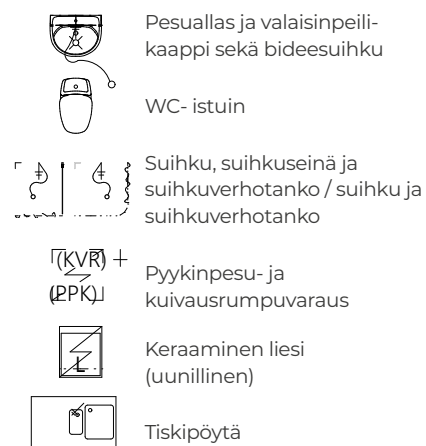 Pesuallas ja valaisinpeili-
kaappi sekä bideesuihku
WC- istuin
Suihku, suihkuseinä ja
suihkuverhotanko / suihku ja
suihkuverhotanko
(KVR) +
(PPK)
Pyykinpesu- ja
kuivausrumpuvaraus
L
Keraaminen liesi
(uunillinen)
Tiskipöytä